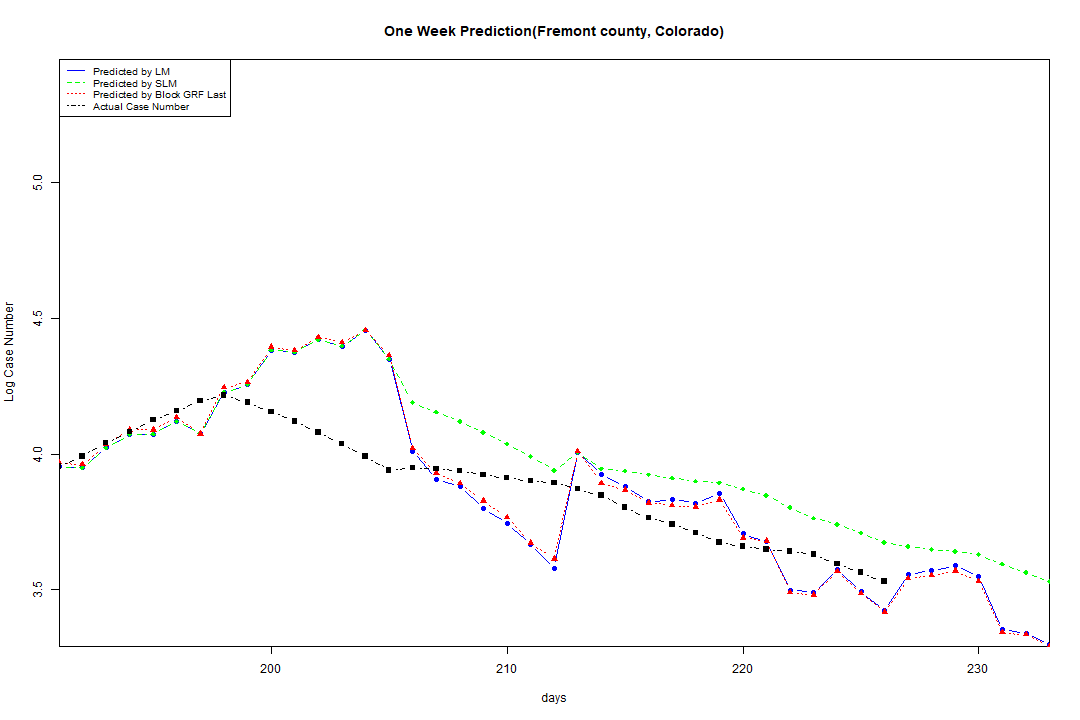 One Week Prediction(Fremont county, Colorado)
Predicted by LM
Predicted by SLM
Predicted by Block GRF Last
Actual Case Number
Log Case Number
5.0
4.5
4.0
3.5
200
210
220
230
days